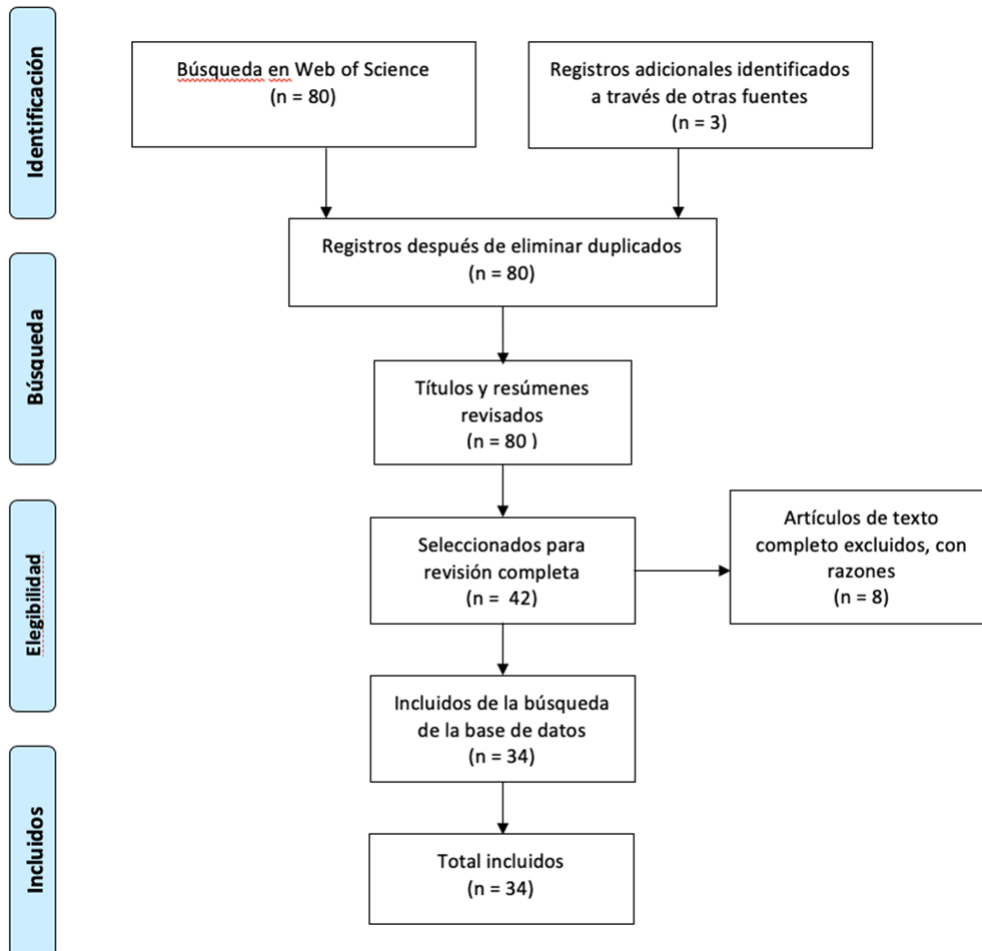 Identificación
Búsqueda en Web of Science
(n = 80)
Registros adicionales identificados
a través de otras fuentes
(n = 3)
Registros después de eliminar duplicados
(n = 80)
Búsqueda
Títulos y resúmenes
revisados
(n = 80 )
Elegibilidad
Seleccionados para
revisión completa
(n =  42)
Artículos de texto
completo excluidos, con
razones
(n = 8)
Incluidos de la búsqueda
de la base de datos
(n = 34)
Incluidos
Total incluidos
(n = 34)